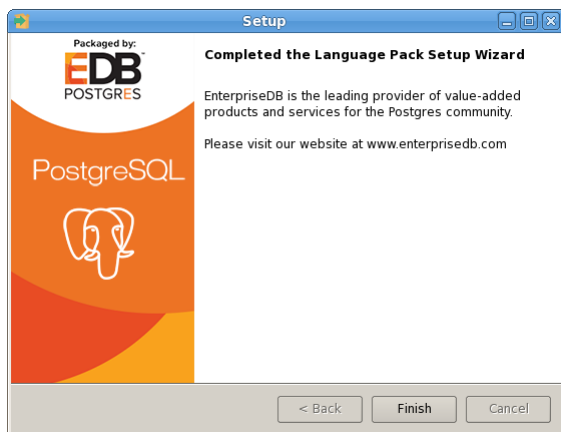 Setup
Packaged by:
EDB
POSTGRES
PostgreSQL
Completed the Language Pack Setup Wizard
EnterpriseDB is the leading provider of value-added
products and services for the Postgres community.
Please visit our website at www.enterprisedb.com
< Back
Finish
Cancel